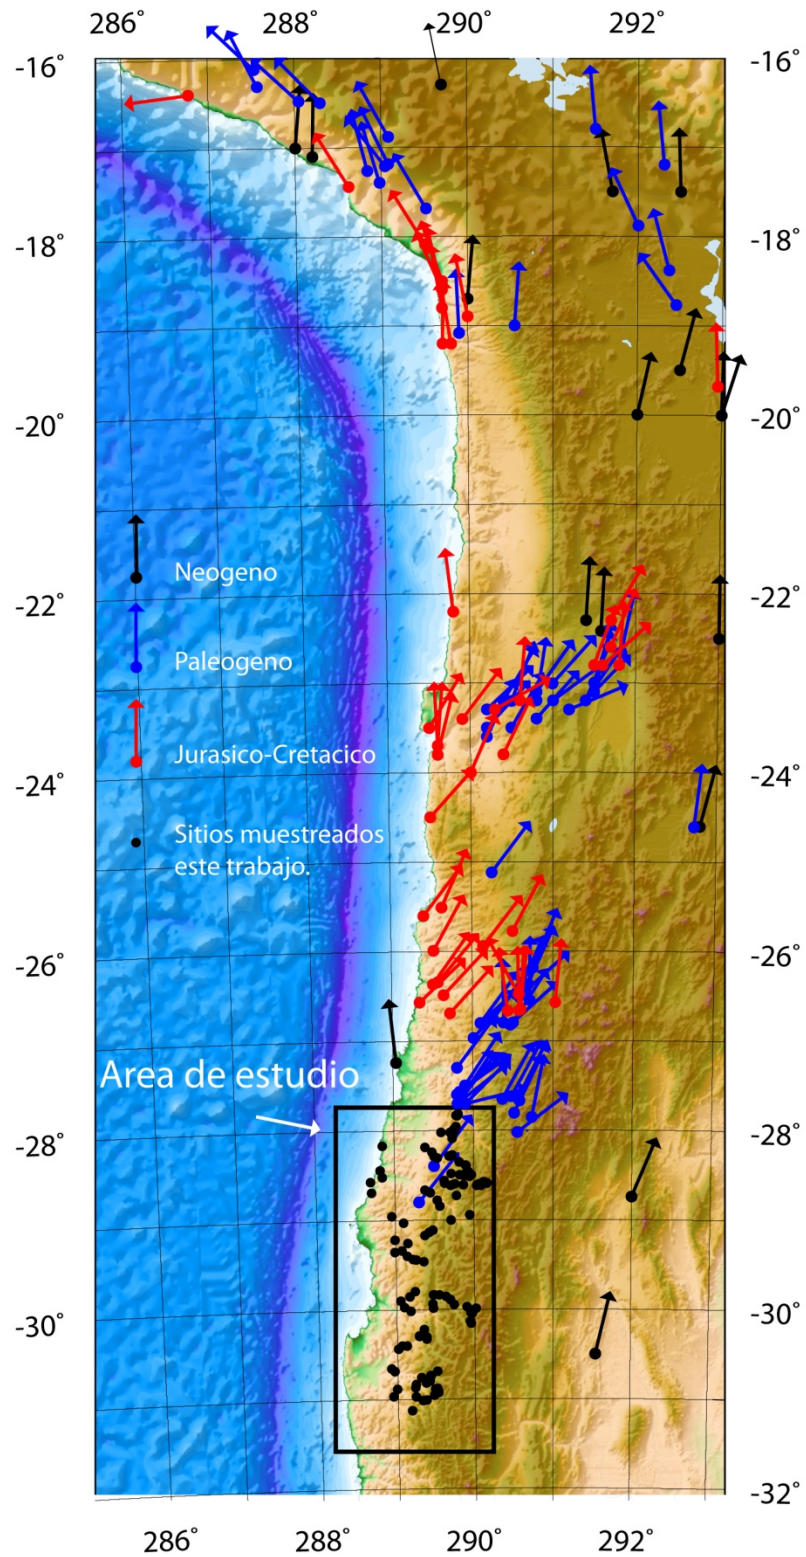 286° 288° 290° 292°
-16° -16°
-18° -18°
-20° -20°
Neogeno
-22° -22°
Paleogeno
Jurasico-Cretacico
-24° -24°
Sitios muestreados
este trabajo.
-26° -26°
Area de estudio
-28° -28°
-30° -30°
-32°
286° 288° 290° 292°